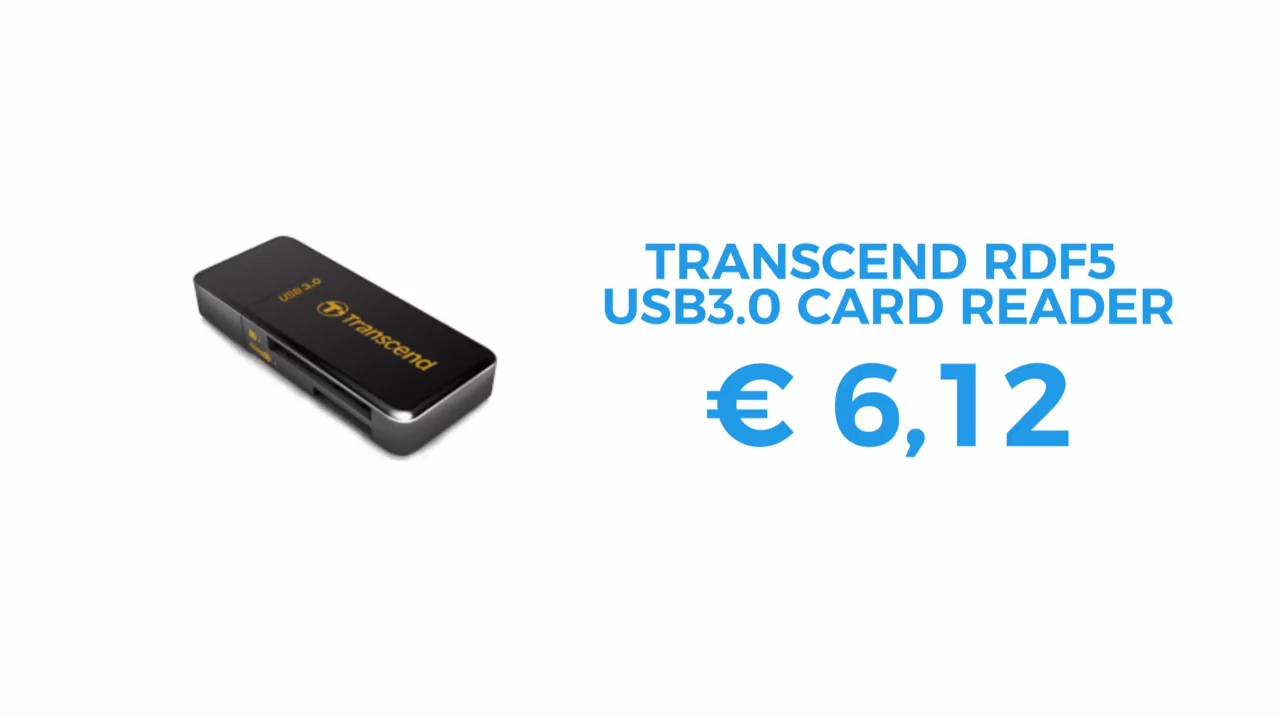 TRANSCEND RDF5
USB3.0 CARD READER
€ 6,12
USB 3.0
Transcend